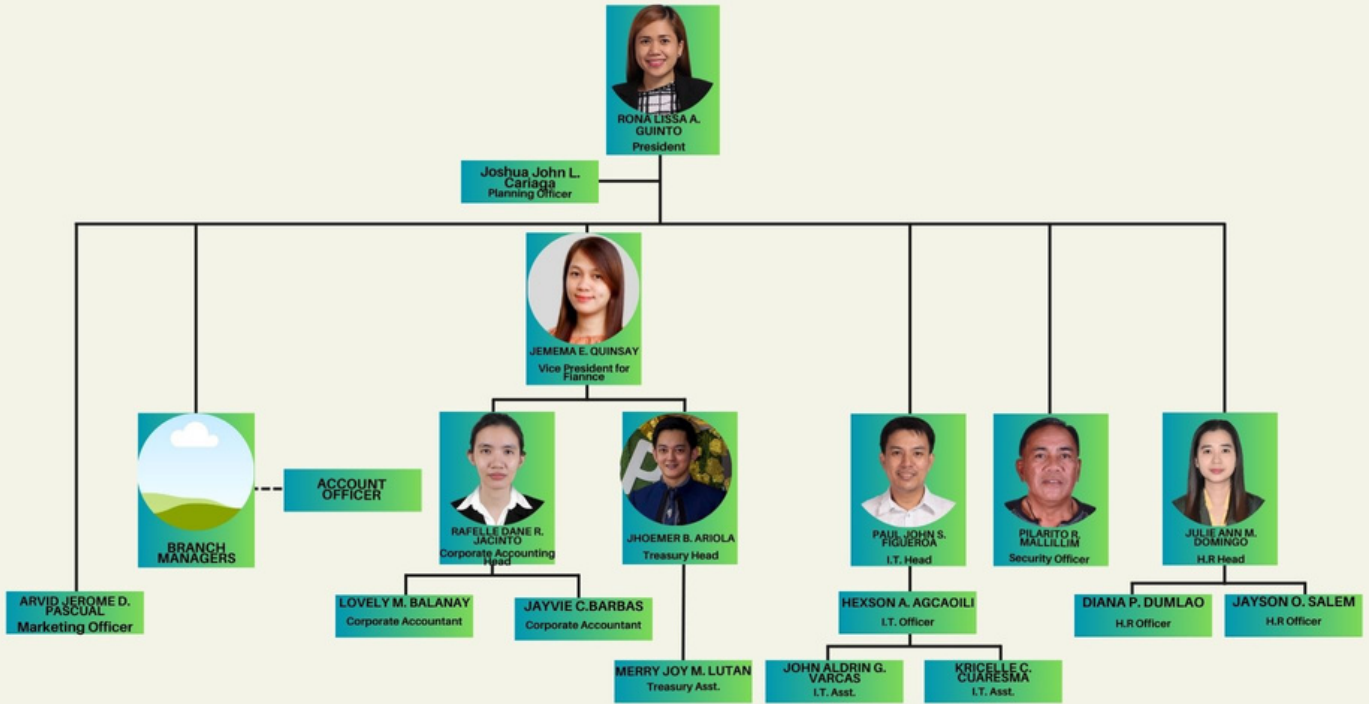 RONA LISSA A.
GUINTO
President
Joshua John L.
Cariaga
Planning Officer
JEMEMA E. QUINSAY
Vice President for
Fiannce
BRANCH
MANAGERS
ACCOUNT
OFFICER
RAFELLE DANE R.
JACINTO
Corporate Accounting
Head
JHOEMER B. ARIOLA
Treasury Head
PAUL JOHN S.
FIGUEROA
I.T. Head
PILARITO R.
MALLILLIM
Security Officer
JULIE ANN M.
DOMINGO
H.R Head
ARVID JEROME D.
PASCUAL
Marketing Officer
LOVELY M. BALANAY
Corporate Accountant
JAYVIE C.BARBAS
Corporate Accountant
HEXSON A. AGCAOILI
I.T. Officer
DIANA P. DUMLAO
H.R Officer
JAYSON O. SALEM
H.R Officer
MERRY JOY M. LUTAN
Treasury Asst.
JOHN ALDRIN G.
VARCAS
I.T. Asst.
KRICELLE C.
CUARESMA
I.T. Asst.